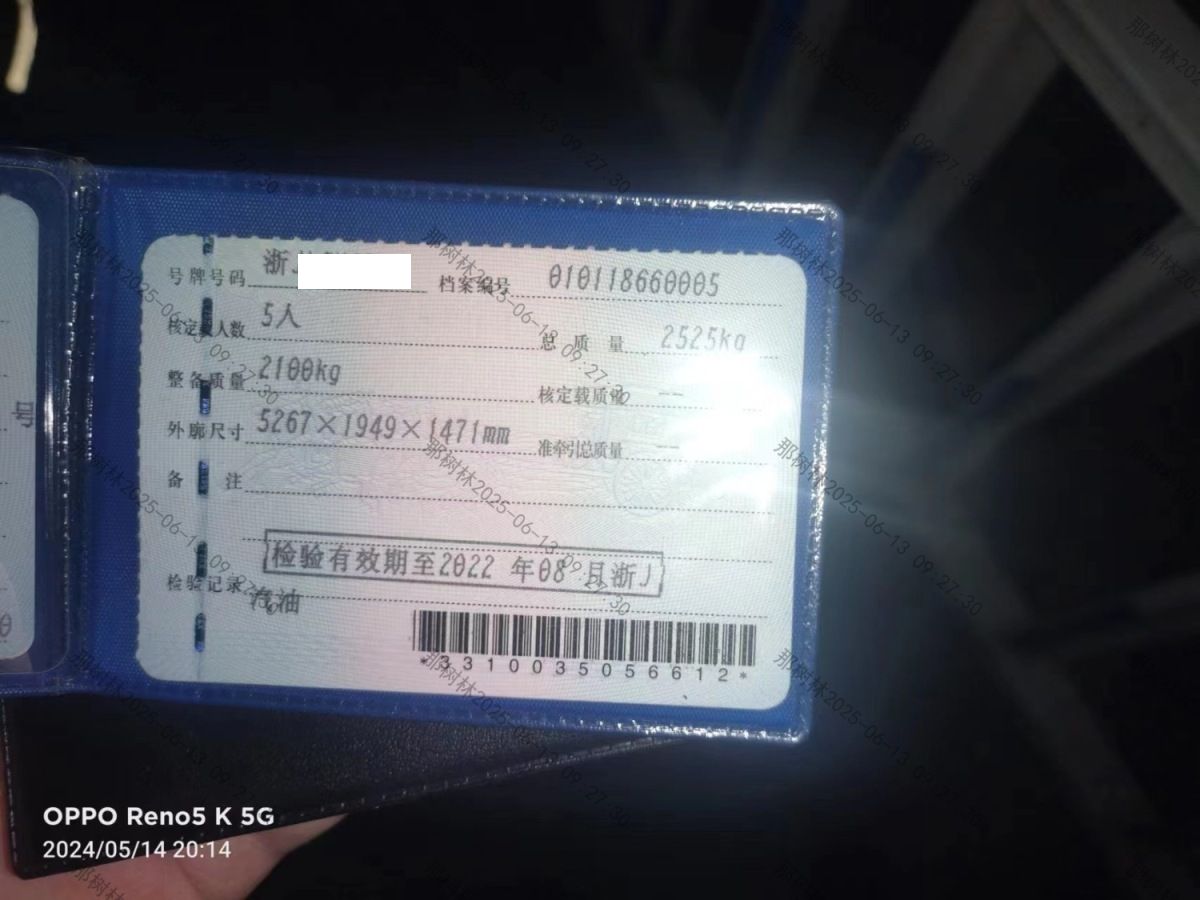 号牌号码 浙J 档案编号 010118660005
核定载人数 5人 总质量 2525kg
整备质量 2100kg 核定载质量 --
外廓尺寸 5267×1949×1471mm 准牵引总质量 --
备注
检验有效期至2022 年08 月浙J
检验记录 汽油
*3310035056612*
号
OPPO Reno5 K 5G
2024/05/14 20:14
那树林2025-06-13 09:27:30